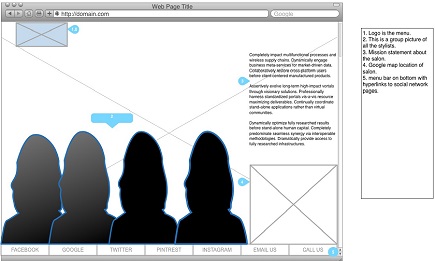 Web Page Title
http://domain.com
Google
Completely impact multifunctional processes and
wireless supply chains. Dynamically engage
business meta-services for market-driven data.
Collaboratively restore cross-platform users
before client-centered manufactured products.
Assertively evolve long-term high-impact vortals
through visionary solutions. Professionally
harness standardized portals vis-a-vis resource
maximizing deliverables. Continually coordinate
stand-alone applications rather than virtual
communities.
Dynamically optimize fully researched results
before stand-alone human capital. Completely
predominate seamless synergy via interoperable
methodologies. Dramatically provide access to
fully researched infrastructures.
FACEBOOK
GOOGLE
TWITTER
PINTREST
INSTAGRAM
EMAIL US
CALL US
1. Logo is the menu.
2. This is a group picture of
all the stylists.
3. Mission statement about
the salon.
4. Google map location of
salon.
5. menu bar on bottom with
hyperlinks to social network
pages.